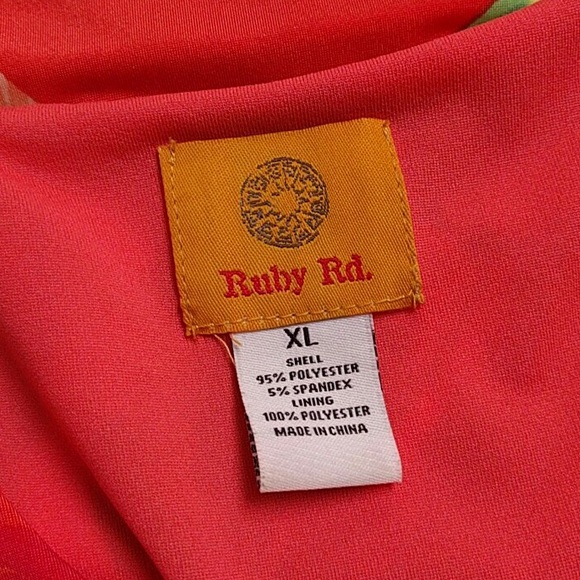 Ruby Rd.
XL
SHELL
95% POLYESTER
5% SPANDEX
LINING
100% POLYESTER
MADE IN CHINA